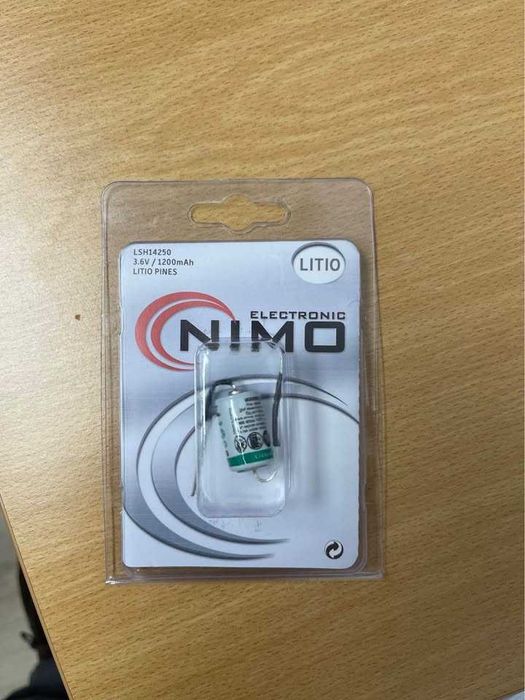 LSH14250
3.6V / 1200mAh
LITIO PINES
LITIO
ELECTRONIC
NIMO